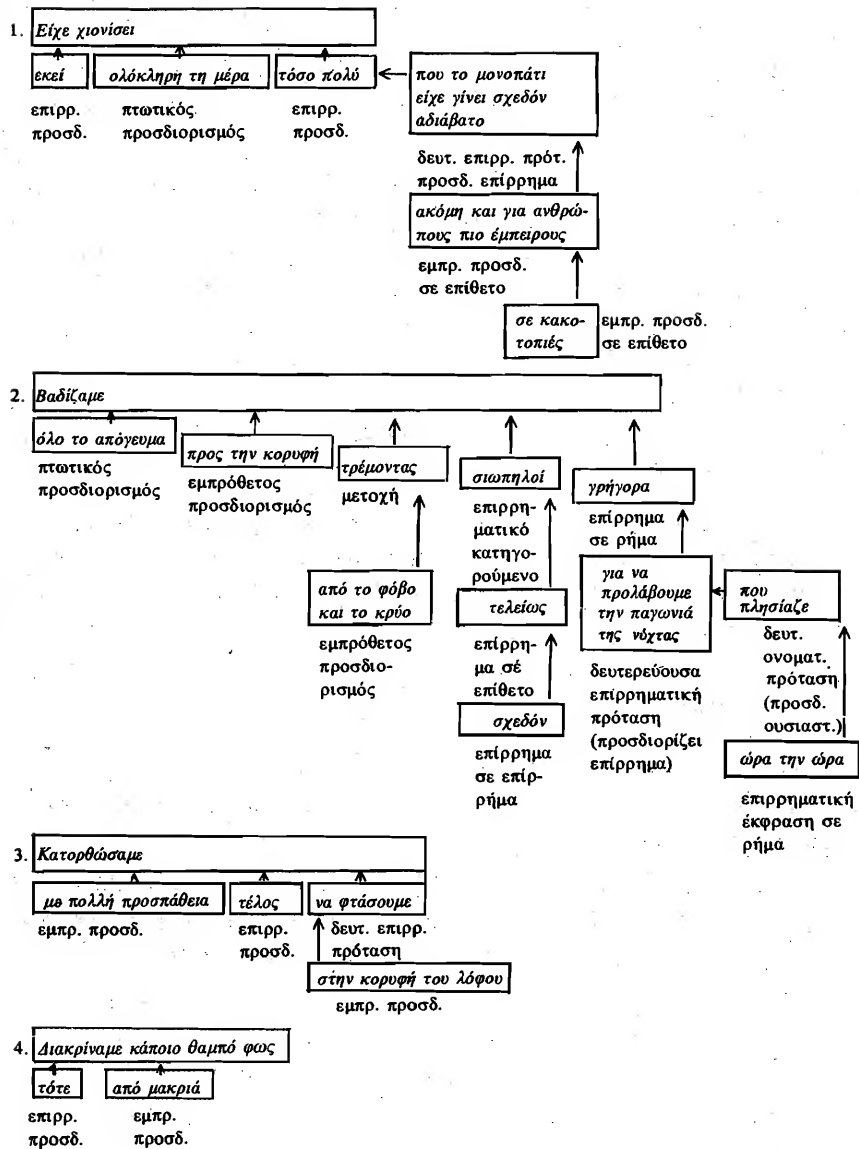 1. Είχε χιονίσει
εκεί ολόκληρη τη μέρα τόσο πολύ
που το μονοπάτι
είχε γίνει σχεδόν
αδιάβατο
επιρρ. πτωτικός επιρρ.
προσδ. προσδιορισμός προσδ.
δευτ. επιρρ. πρότ.
προσδ. επίρρημα
ακόμη και για ανθρώ-
πους πιο έμπειρους
εμπρ. προσδ.
σε επίθετο
σε κακο-
τοπιές
εμπρ. προσδ.
σε επίθετο
2. Βαδίζαμε
όλο το απόγευμα
πτωτικός
προσδιορισμός
προς την κορυφή
εμπρόθετος
προσδιορισμός
τρέμοντας
μετοχή
από το φόβο
και το κρύο
εμπρόθετος
προσδιο-
ρισμός
σιωπηλοί
επιρρη-
ματικό
κατηγο-
ρούμενο
τελείως
επίρρη-
μα σέ
επίθετο
σχεδόν
επίρρημα
σε επίρ-
ρήμα
γρήγορα
επίρρημα
σε ρήμα
για να
προλάβουμε
την παγωνιά
της νύχτας
δευτερεύουσα
επιρρηματική
πρόταση
(προσδιορίζει
επίρρημα)
που
πλησίαζε
δευτ.
ονοματ.
πρόταση
(προσδ.
ουσιαστ.)
ώρα την ώρα
επιρρηματική
έκφραση σε
ρήμα
3. Κατορθώσαμε
με πολλή προσπάθεια τέλος να φτάσουμε
εμπρ. προσδ. επιρρ. δευτ. επιρρ.
προσδ. πρόταση
στην κορυφή του λόφου
εμπρ. προσδ.
4. Διακρίναμε κάποιο θαμπό φως
τότε από μακριά
επιρρ. εμπρ.
προσδ. προσδ.